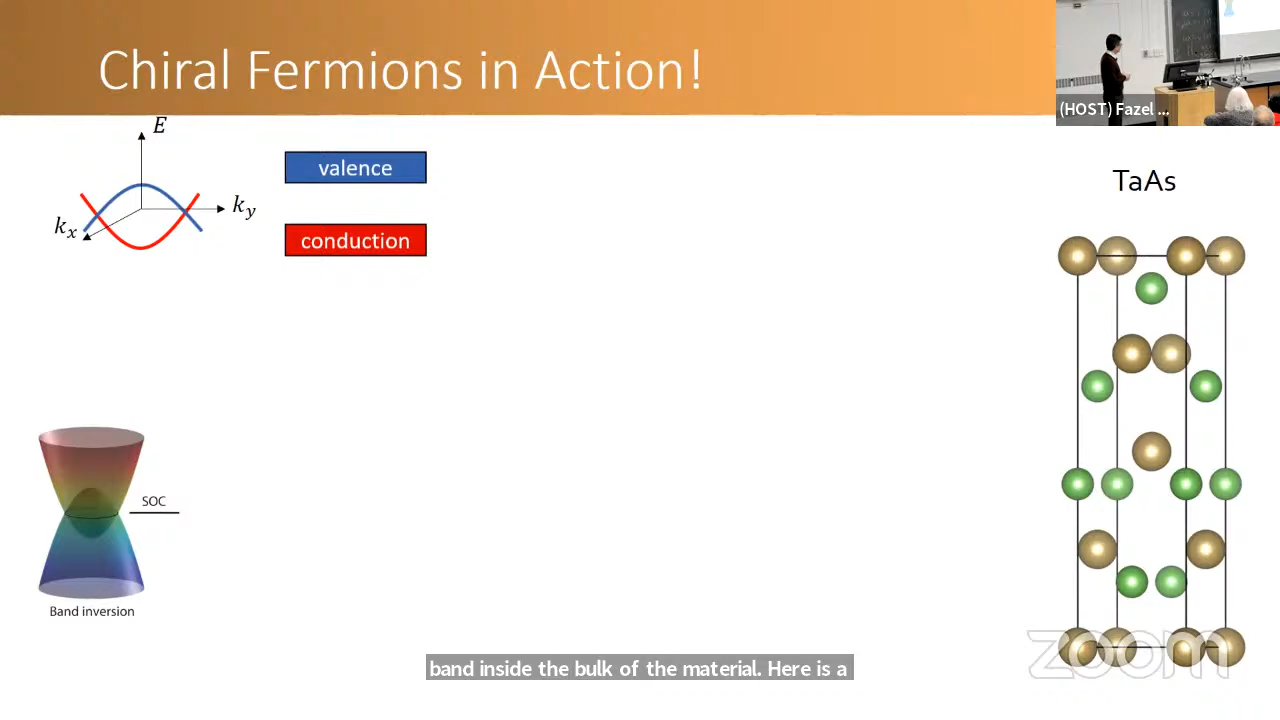 Chiral Fermions in Action!
(HOST) Fazel ...
E
k_y
k_x
valence
conduction
TaAs
SOC
Band inversion
zoom
band inside the bulk of the material. Here is a